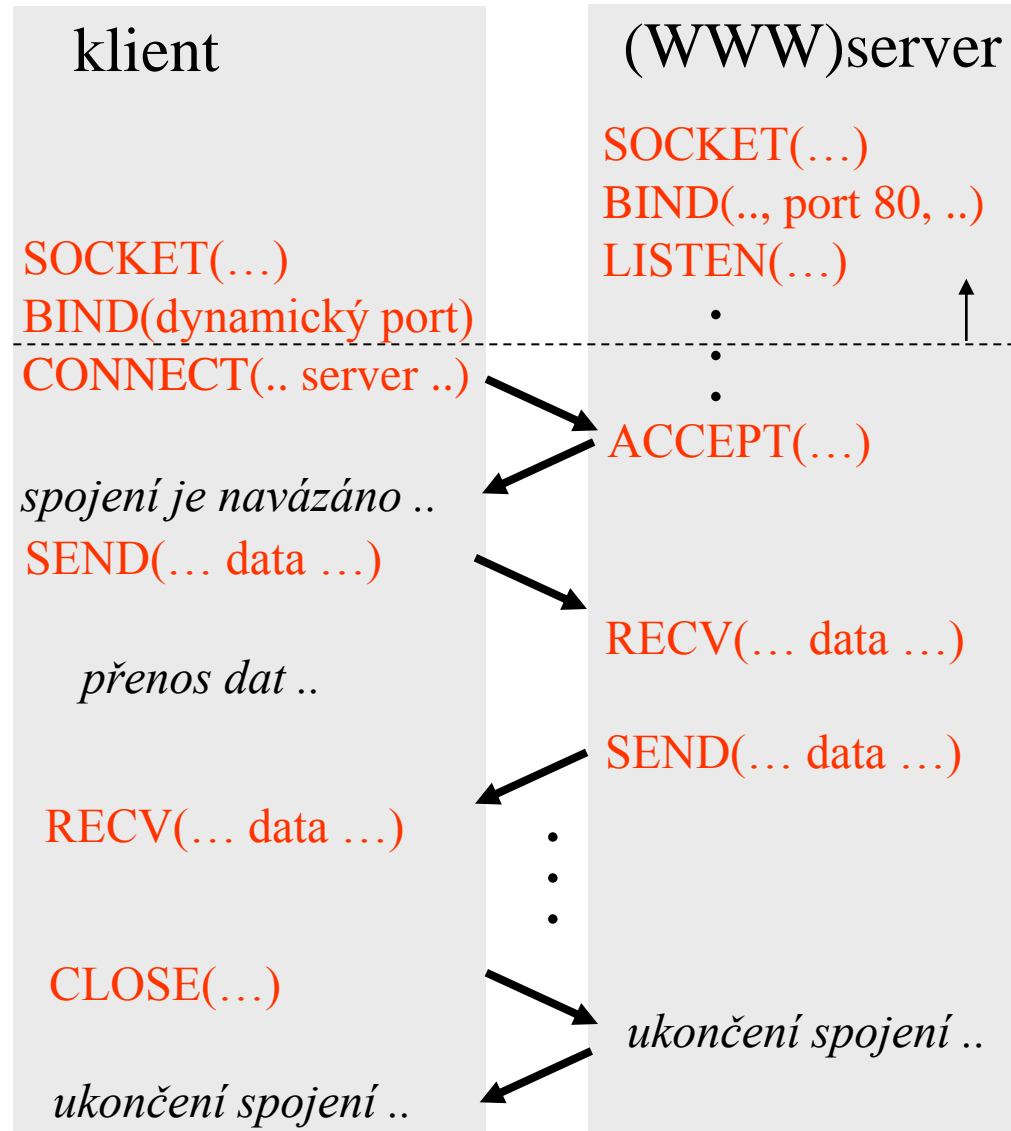 klient
(WWW)server
SOCKET(…)
BIND(.., port 80, ..)
LISTEN(…)
SOCKET(…)
BIND(dynamický port)
CONNECT(.. server ..)
ACCEPT(…)
spojení je navázáno ..
SEND(… data …)
RECV(… data …)
přenos dat ..
SEND(… data …)
RECV(… data …)
CLOSE(…)
ukončení spojení ..
ukončení spojení ..